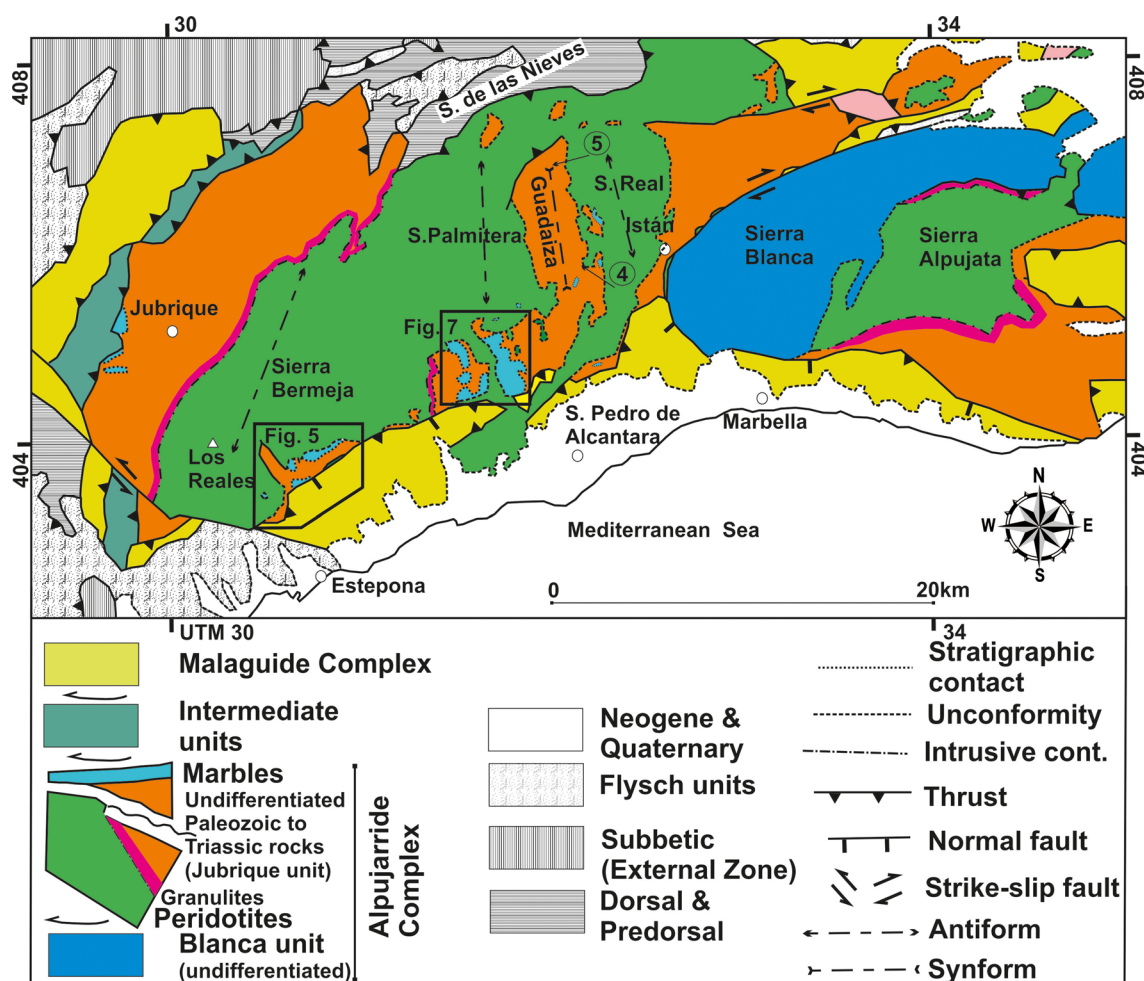 30
34
408
408
S. de las Nieves
5
S. Real
Guadaiza
S.Palmitera
Istán
Sierra
Blanca
Sierra
Alpujata
4
Jubrique
Fig. 7
Sierra
Bermeja
S. Pedro de
Alcantara
Marbella
Fig. 5
Los
Reales
404
404
N
W
E
S
Mediterranean Sea
Estepona
0
20km
UTM 30
34
Malaguide Complex
Intermediate
units
Marbles
Undifferentiated
Paleozoic to
Triassic rocks
(Jubrique unit)
Granulites
Peridotites
Blanca unit
(undifferentiated)
Alpujarride
Complex
Neogene &
Quaternary
Flysch units
Subbetic
(External Zone)
Dorsal &
Predorsal
Stratigraphic
contact
Unconformity
Intrusive cont.
Thrust
Normal fault
Strike-slip fault
Antiform
Synform